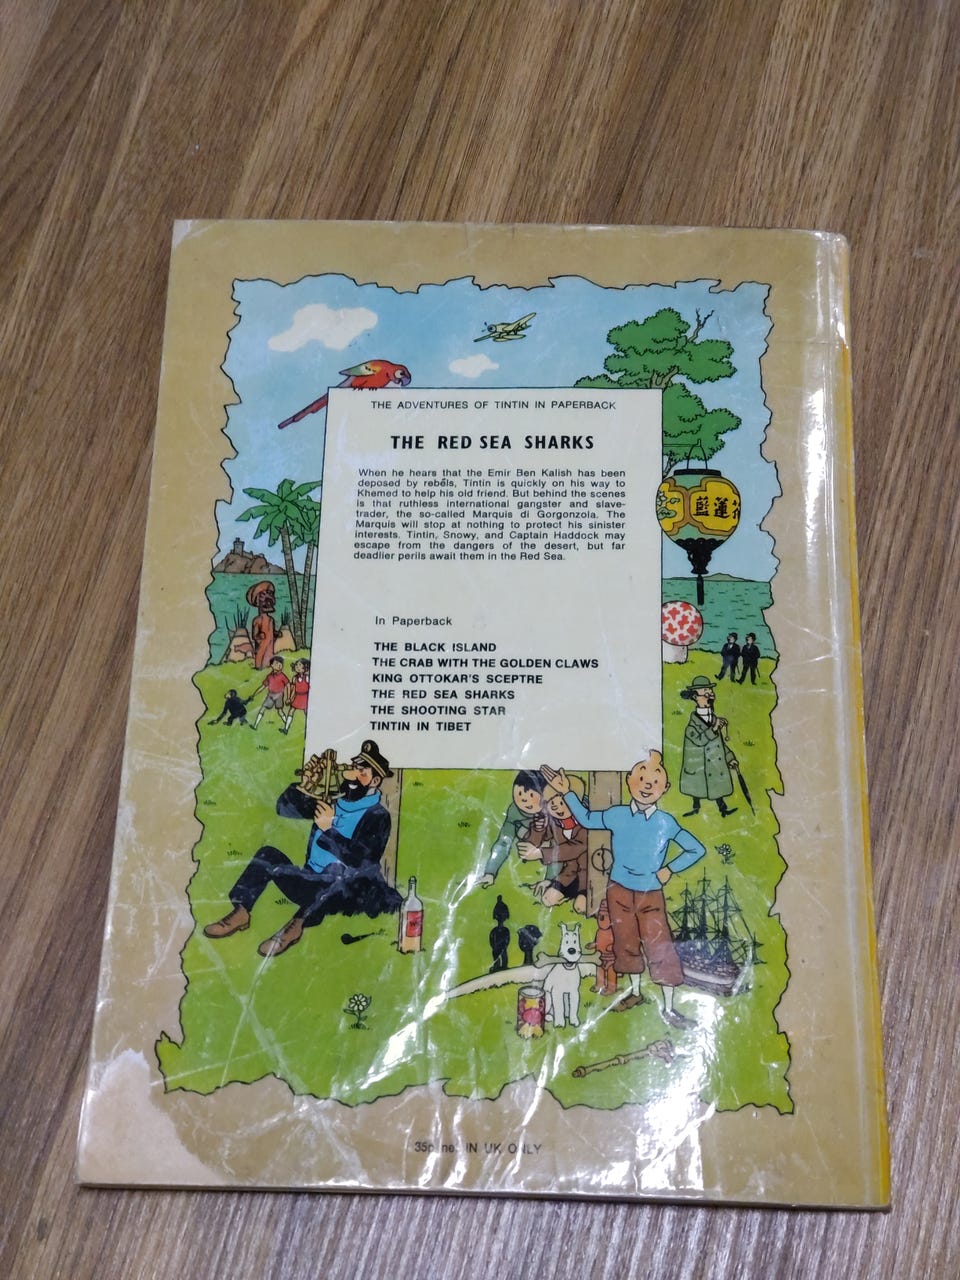 THE ADVENTURES OF TINTIN IN PAPERBACK
THE RED SEA SHARKS
When he hears that the Emir Ben Kalish has been
deposed by rebels, Tintin is quickly on his way to
Khemed to help his old friend. But behind the scenes
is that ruthless international gangster and slave-
trader, the so-called Marquis di Gorgonzola. The
Marquis will stop at nothing to protect his sinister
interests. Tintin, Snowy, and Captain Haddock may
escape from the dangers of the desert, but far
deadlier perils await them in the Red Sea.
藍蓮花
In Paperback
THE BLACK ISLAND
THE CRAB WITH THE GOLDEN CLAWS
KING OTTOKAR'S SCEPTRE
THE RED SEA SHARKS
THE SHOOTING STAR
TINTIN IN TIBET
35p net IN UK ONLY